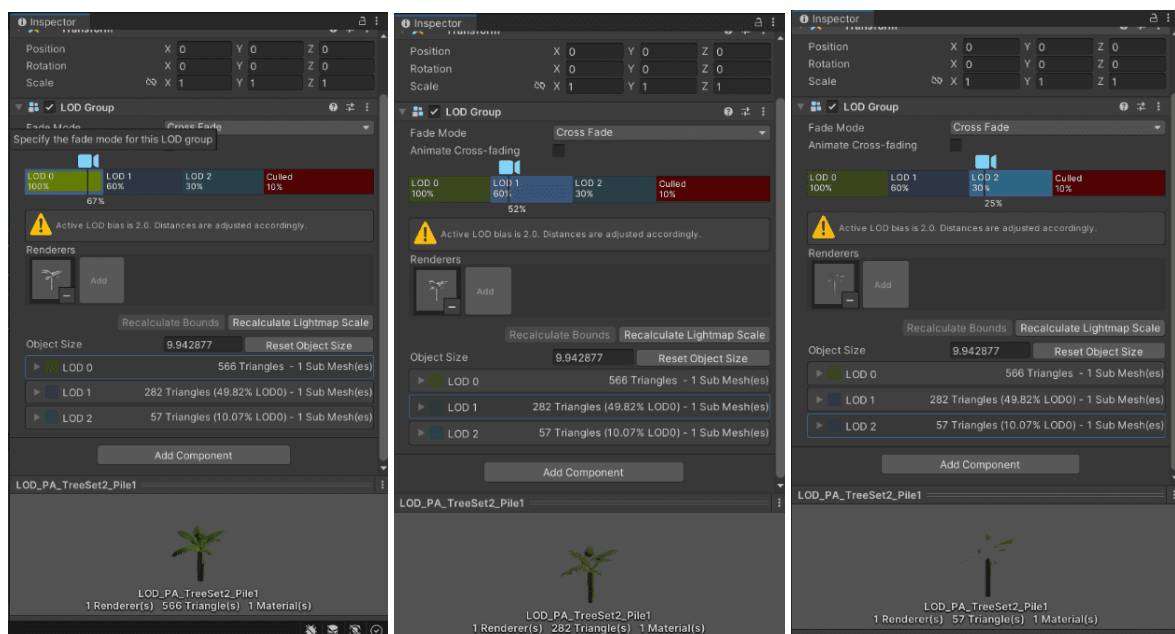 Inspector
Transform
Position X 0 Y 0 Z 0
Rotation X 0 Y 0 Z 0
Scale X 1 Y 1 Z 1
LOD Group
Fade Mode Cross Fade
Specify the fade mode for this LOD group
LOD 0 LOD 1 LOD 2 Culled
100% 60% 30% 10%
67%
Active LOD bias is 2.0. Distances are adjusted accordingly.
Renderers
Add
Recalculate Bounds Recalculate Lightmap Scale
Object Size 9.942877 Reset Object Size
LOD 0 566 Triangles - 1 Sub Mesh(es)
LOD 1 282 Triangles (49.82% LOD0) - 1 Sub Mesh(es)
LOD 2 57 Triangles (10.07% LOD0) - 1 Sub Mesh(es)
Add Component
LOD_PA_TreeSet2_Pile1
LOD_PA_TreeSet2_Pile1
1 Renderer(s) 566 Triangle(s) 1 Material(s)
Inspector
Transform
Position X 0 Y 0 Z 0
Rotation X 0 Y 0 Z 0
Scale X 1 Y 1 Z 1
LOD Group
Fade Mode Cross Fade
Animate Cross-fading
LOD 0 LOD 1 LOD 2 Culled
100% 60% 30% 10%
52%
Active LOD bias is 2.0. Distances are adjusted accordingly.
Renderers
Add
Recalculate Bounds Recalculate Lightmap Scale
Object Size 9.942877 Reset Object Size
LOD 0 566 Triangles - 1 Sub Mesh(es)
LOD 1 282 Triangles (49.82% LOD0) - 1 Sub Mesh(es)
LOD 2 57 Triangles (10.07% LOD0) - 1 Sub Mesh(es)
Add Component
LOD_PA_TreeSet2_Pile1
LOD_PA_TreeSet2_Pile1
1 Renderer(s) 282 Triangle(s) 1 Material(s)
Inspector
Transform
Position X 0 Y 0 Z 0
Rotation X 0 Y 0 Z 0
Scale X 1 Y 1 Z 1
LOD Group
Fade Mode Cross Fade
Animate Cross-fading
LOD 0 LOD 1 LOD 2 Culled
100% 60% 30% 10%
25%
Active LOD bias is 2.0. Distances are adjusted accordingly.
Renderers
Add
Recalculate Bounds Recalculate Lightmap Scale
Object Size 9.942877 Reset Object Size
LOD 0 566 Triangles - 1 Sub Mesh(es)
LOD 1 282 Triangles (49.82% LOD0) - 1 Sub Mesh(es)
LOD 2 57 Triangles (10.07% LOD0) - 1 Sub Mesh(es)
Add Component
LOD_PA_TreeSet2_Pile1
LOD_PA_TreeSet2_Pile1
1 Renderer(s) 57 Triangle(s) 1 Material(s)